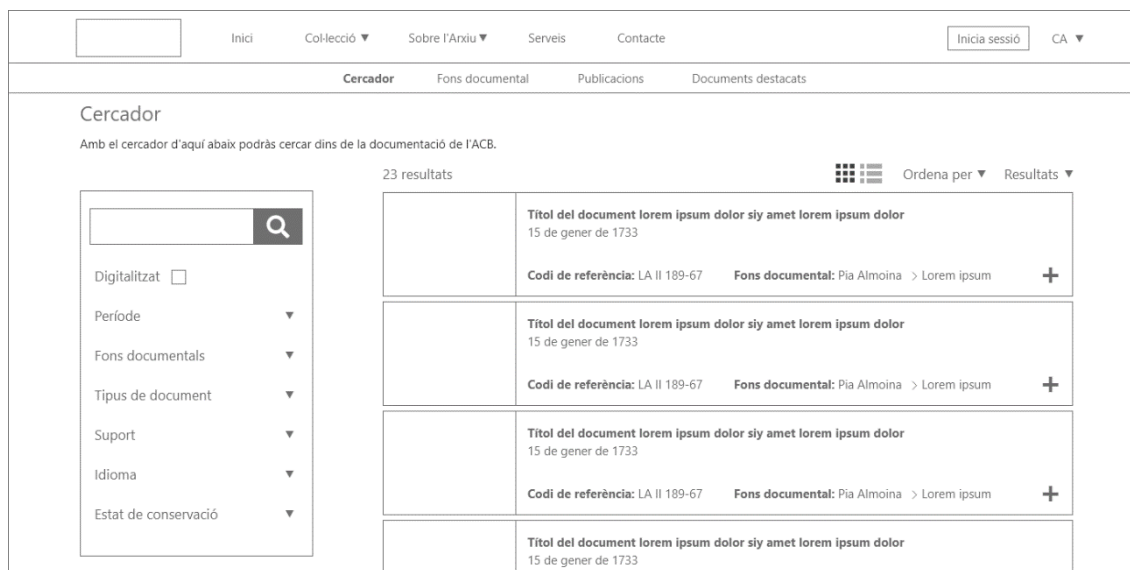 Inici Col·lecció ▼ Sobre l'Arxiu ▼ Serveis Contacte Inicia sessió CA ▼
Cercador Fons documental Publicacions Documents destacats
Cercador
Amb el cercador d'aquí abaix podràs cercar dins de la documentació de l'ACB.
23 resultats Ordena per ▼ Resultats ▼
Digitalitzat
Període ▼
Fons documentals ▼
Tipus de document ▼
Suport ▼
Idioma ▼
Estat de conservació ▼
Títol del document lorem ipsum dolor siy amet lorem ipsum dolor
15 de gener de 1733
Codi de referència: LA II 189-67 Fons documental: Pia Almoina > Lorem ipsum +
Títol del document lorem ipsum dolor siy amet lorem ipsum dolor
15 de gener de 1733
Codi de referència: LA II 189-67 Fons documental: Pia Almoina > Lorem ipsum +
Títol del document lorem ipsum dolor siy amet lorem ipsum dolor
15 de gener de 1733
Codi de referència: LA II 189-67 Fons documental: Pia Almoina > Lorem ipsum +
Títol del document lorem ipsum dolor siy amet lorem ipsum dolor
15 de gener de 1733